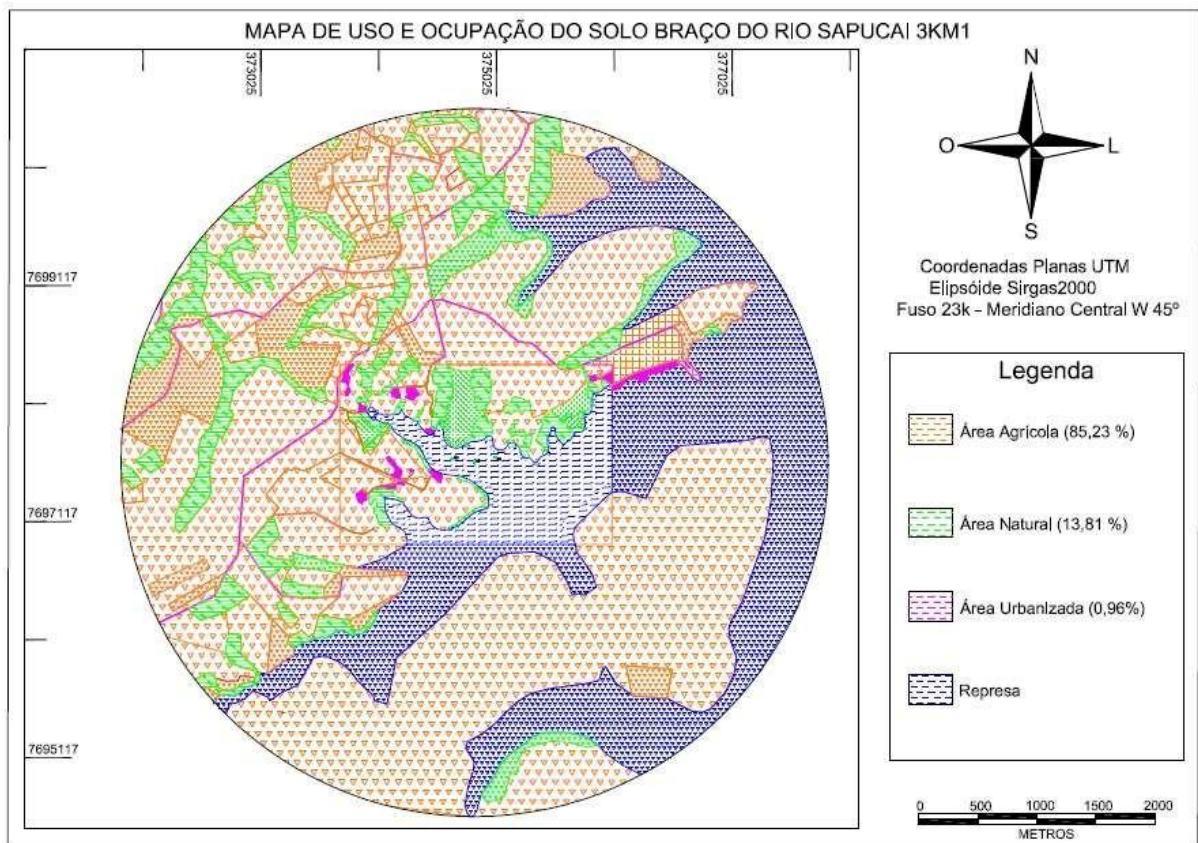 MAPA DE USO E OCUPAÇÃO DO SOLO BRAÇO DO RIO SAPUCAI 3KM1
373025
375025
377025
7699117
7697117
7695117
N
O
L
S
Coordenadas Planas UTM
Elipsóide Sirgas2000
Fuso 23k - Meridiano Central W 45º
Legenda
Área Agrícola (85,23 %)
Área Natural (13,81 %)
Área Urbanizada (0,96%)
Represa
0 500 1000 1500 2000
METROS